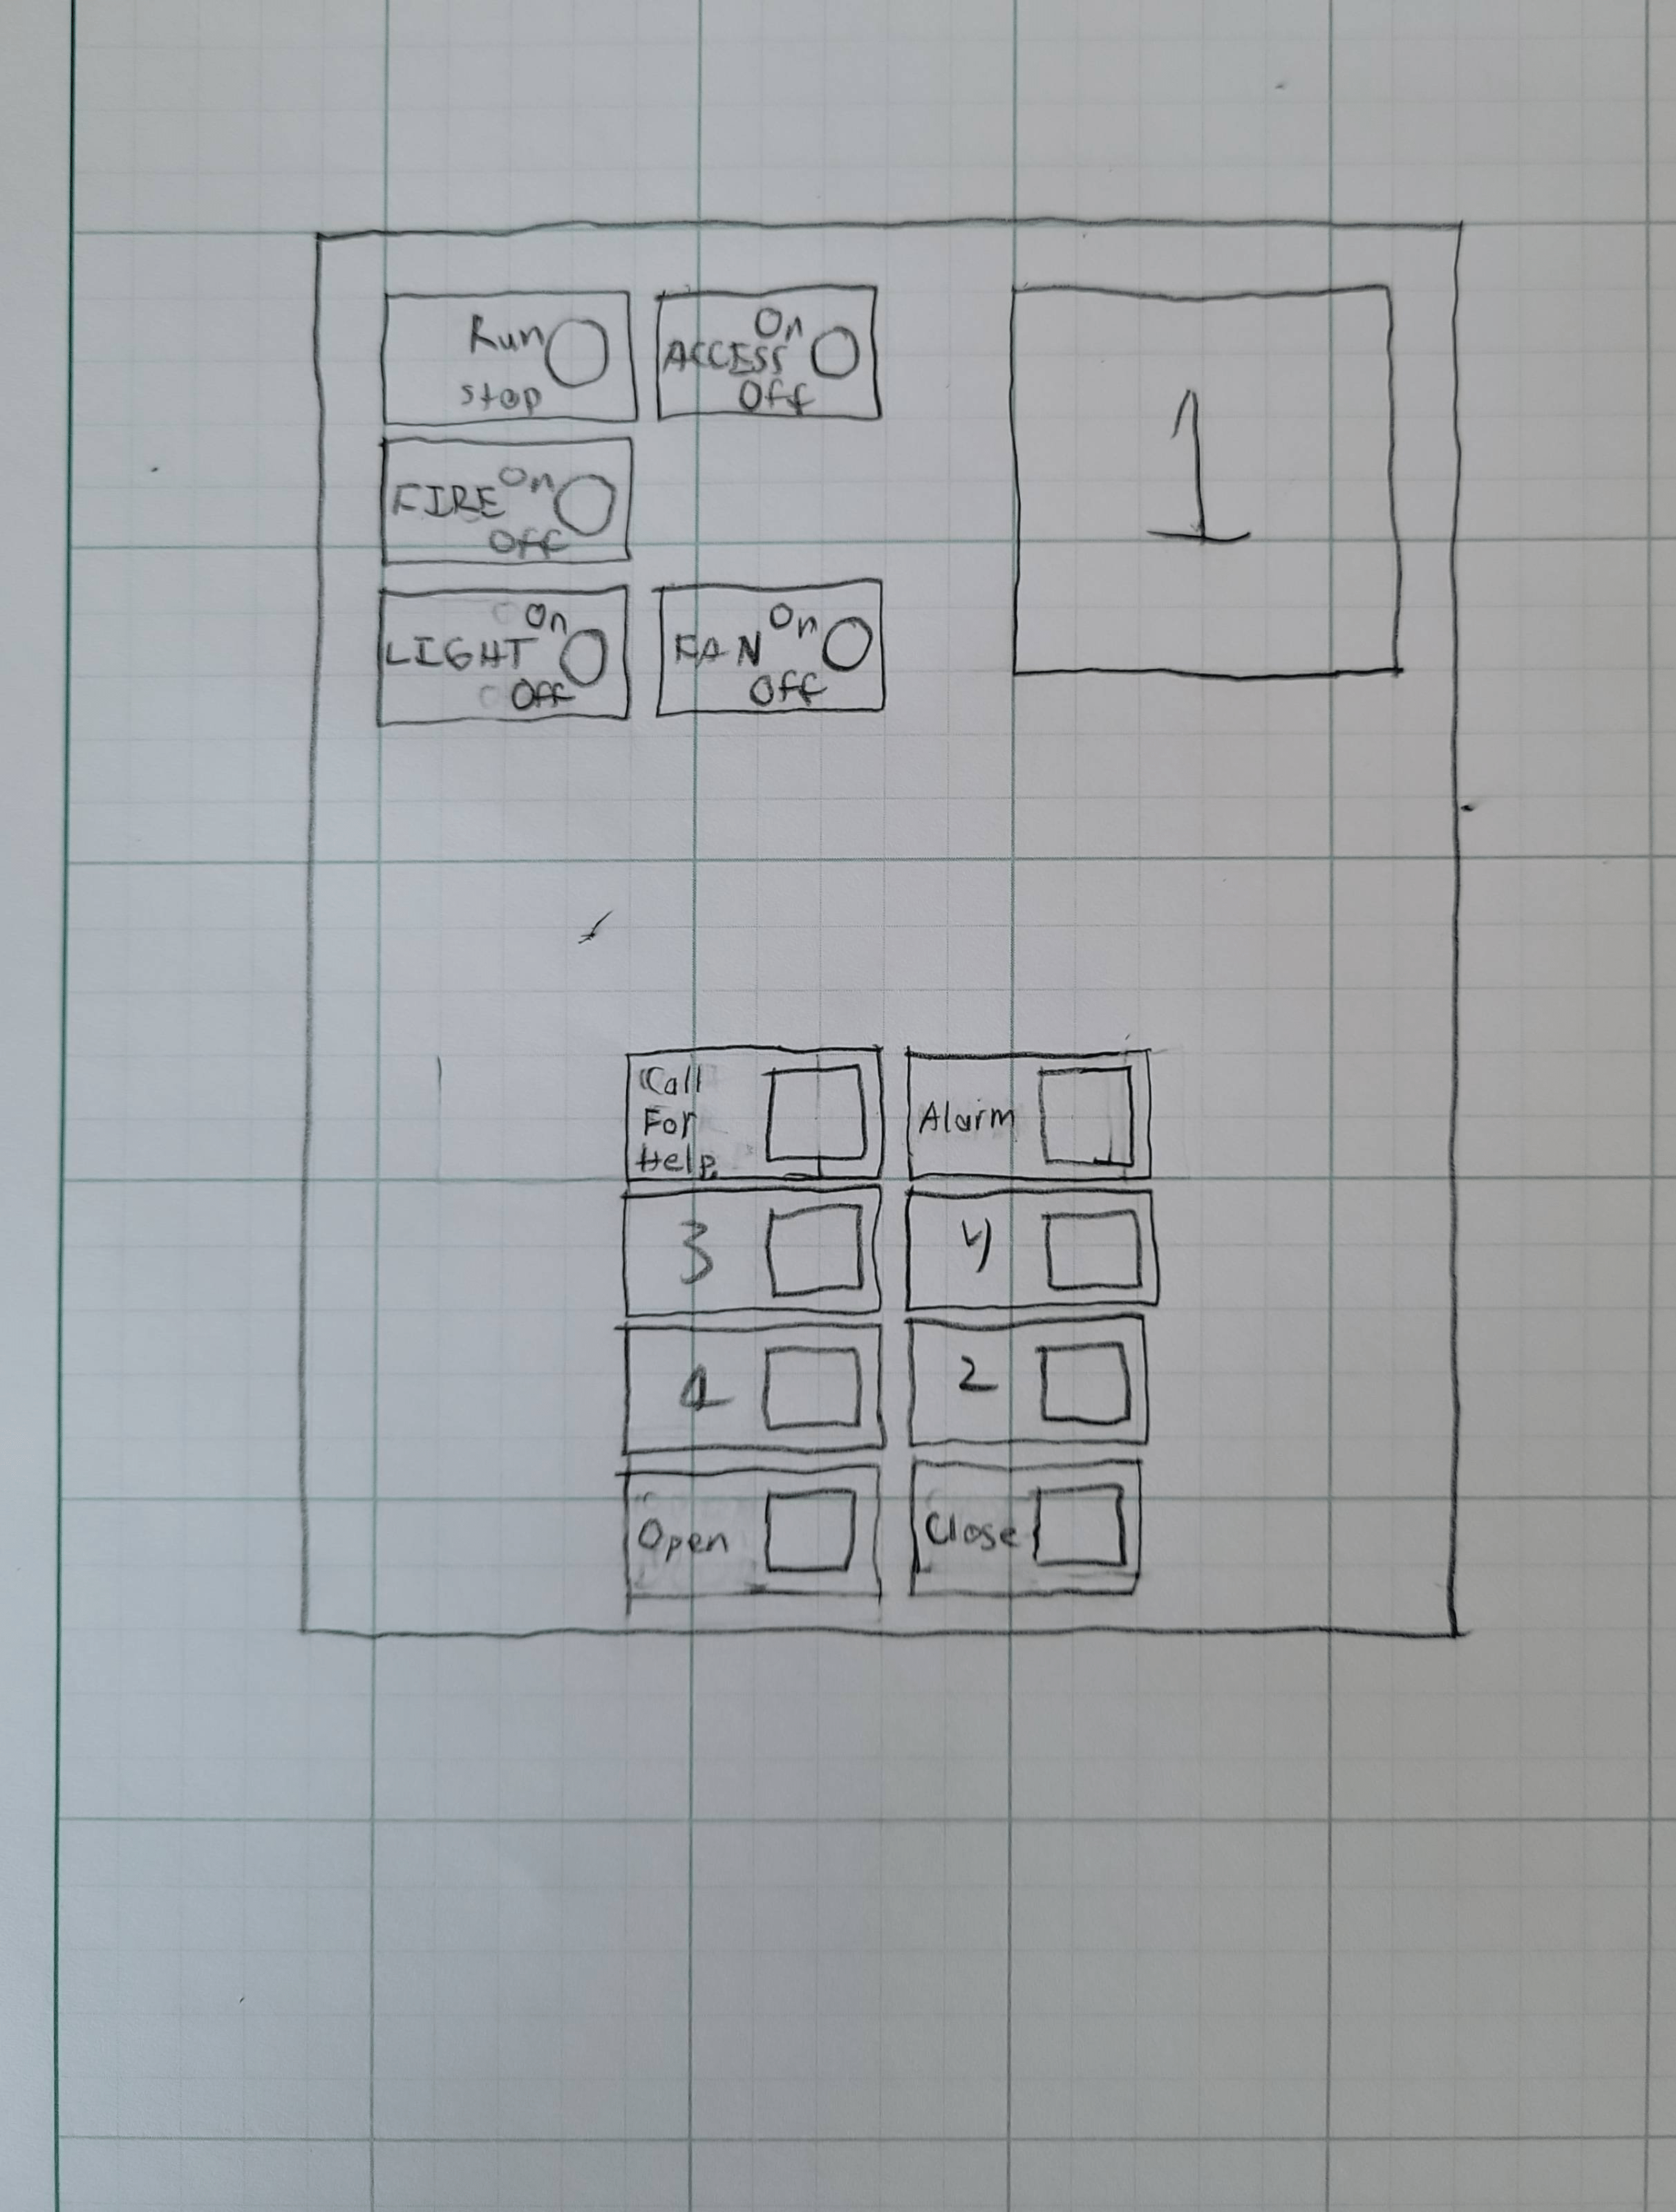 Run
Stop
On
ACCESS
Off
1
FIRE On
Off
On
LIGHT
Off
On
FAN
Off
Call
For
Help
Alarm
3
4
1
2
Open
Close